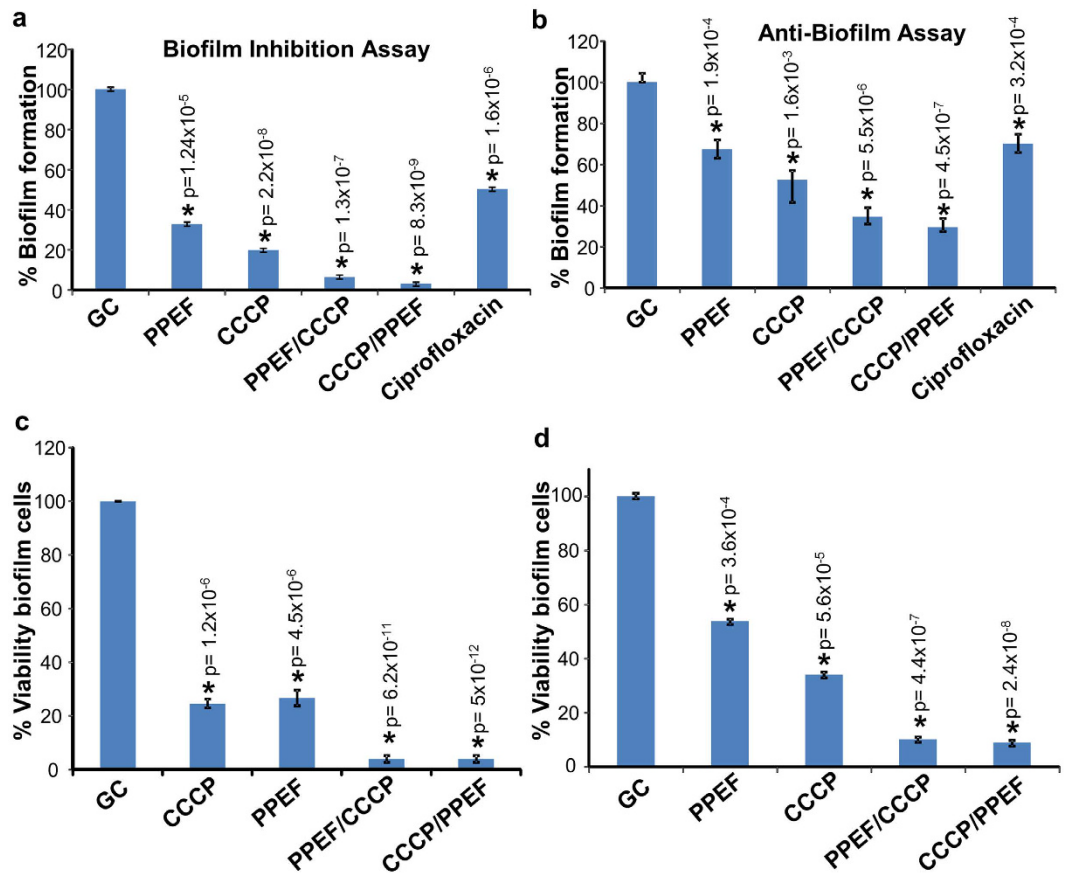 a
Biofilm Inhibition Assay
% Biofilm formation
120
100
80
60
40
20
0
* p=1.24x10-5
* p= 2.2x10-8
* p= 1.3x10-7
* p= 8.3x10-9
* p= 1.6x10-6
GC
PPEF
CCCP
PPEF/CCCP
CCCP/PPEF
Ciprofloxacin
b
Anti-Biofilm Assay
% Biofilm formation
120
100
80
60
40
20
0
* p= 1.9x10-4
* p= 1.6x10-3
* p= 5.5x10-6
* p= 4.5x10-7
* p= 3.2x10-4
GC
PPEF
CCCP
PPEF/CCCP
CCCP/PPEF
Ciprofloxacin
c
% Viability biofilm cells
120
100
80
60
40
20
0
* p= 1.2x10-6
* p= 4.5x10-6
* p= 6.2x10-11
* p= 5x10-12
GC
CCCP
PPEF
PPEF/CCCP
CCCP/PPEF
d
% Viability biofilm cells
100
80
60
40
20
0
* p= 3.6x10-4
* p= 5.6x10-5
* p= 4.4x10-7
* p= 2.4x10-8
GC
PPEF
CCCP
PPEF/CCCP
CCCP/PPEF